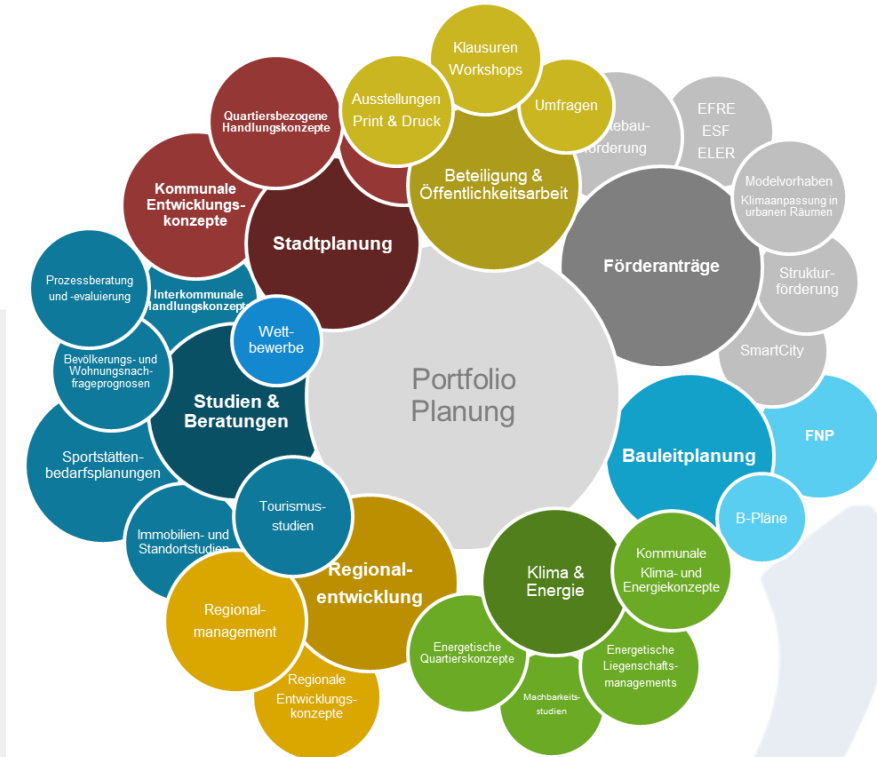 Klausuren
Workshops
Ausstellungen
Print & Druck
Umfragen
Quartiersbezogene
Handlungskonzepte
EFRE
ESF
ELER
Beteiligung &
Öffentlichkeitsarbeit
Modelvorhaben
Klimaanpassung in
urbanen Räumen
Kommunale
Entwicklungs-
konzepte
Stadtplanung
Förderanträge
Struktur-
förderung
Prozessberatung
und -evaluierung
Interkommunale
Handlungskonzepte
Wett-
bewerbe
SmartCity
Bevölkerungs- und
Wohnungsnach-
frageprognosen
Studien &
Beratungen
Portfolio
Planung
Bauleitplanung
FNP
Sportstätten-
bedarfsplanungen
Tourismus-
studien
B-Pläne
Immobilien- und
Standortstudien
Regional-
entwicklung
Klima &
Energie
Kommunale
Klima- und
Energiekonzepte
Regional-
management
Energetische
Quartierskonzepte
Energetische
Liegenschafts-
managements
Regionale
Entwicklungs-
konzepte
Machbarkeits-
studien